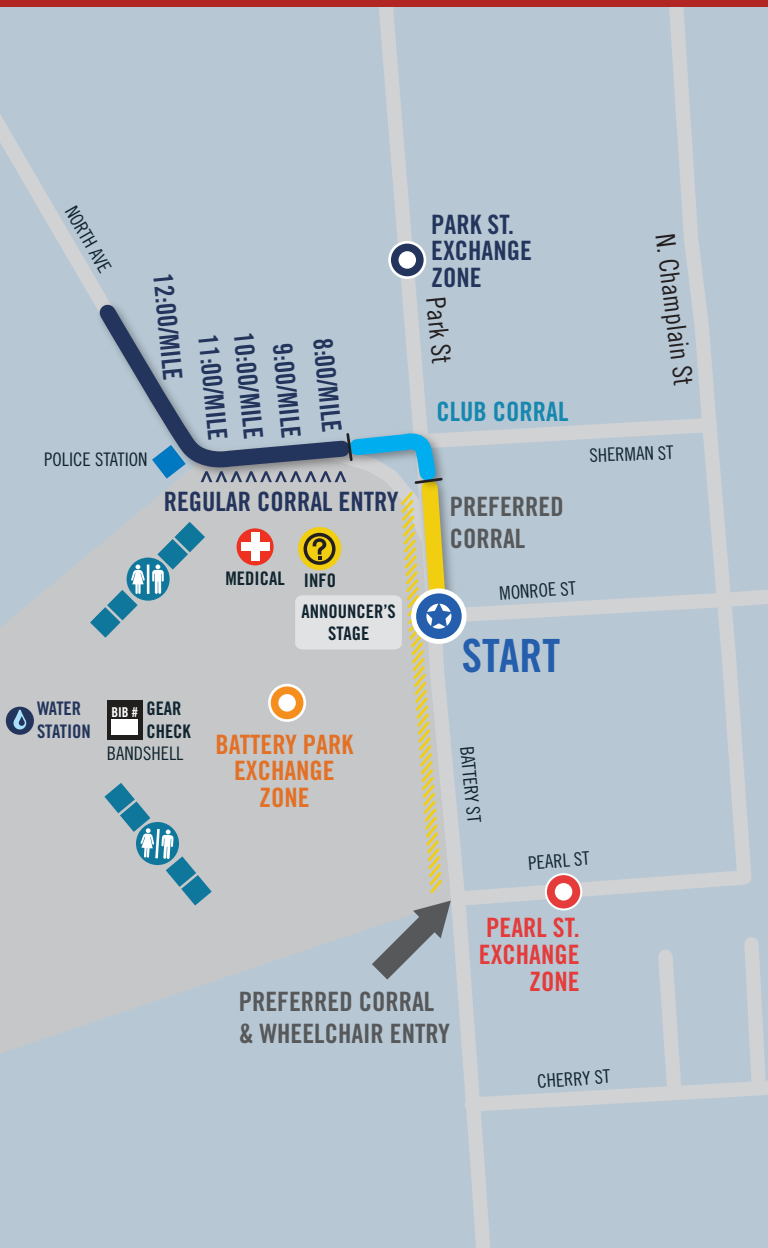 PARK ST.
EXCHANGE
ZONE
NORTH AVE
N. Champlain St
12:00/MILE
11:00/MILE
10:00/MILE
9:00/MILE
8:00/MILE
Park St
CLUB CORRAL
SHERMAN ST
POLICE STATION
REGULAR CORRAL ENTRY
PREFERRED
CORRAL
MEDICAL
INFO
MONROE ST
ANNOUNCER'S
STAGE
START
WATER
STATION
BIB #
GEAR
CHECK
BANDSHELL
BATTERY PARK
EXCHANGE
ZONE
BATTERY ST
PEARL ST
PEARL ST.
EXCHANGE
ZONE
PREFERRED CORRAL
& WHEELCHAIR ENTRY
CHERRY ST